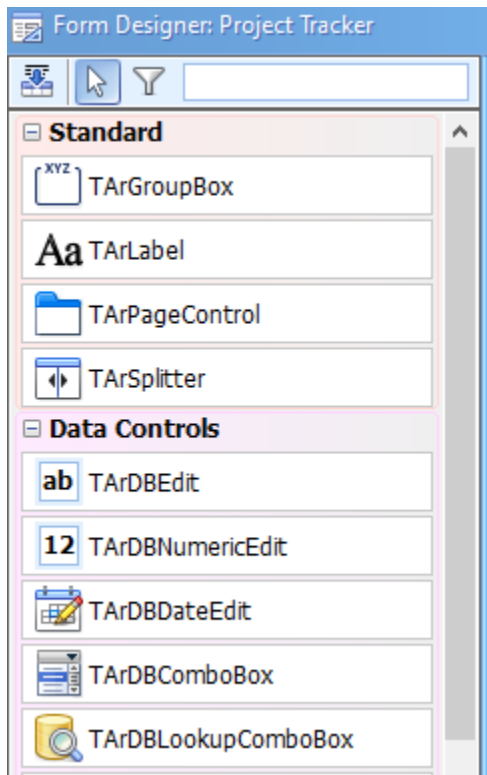 Form Designer: Project Tracker
Standard
XYZ
TArGroupBox
Aa TArLabel
TArPageControl
TArSplitter
Data Controls
ab TArDBEdit
12 TArDBNumericEdit
TArDBDateEdit
TArDBComboBox
TArDBLookupComboBox